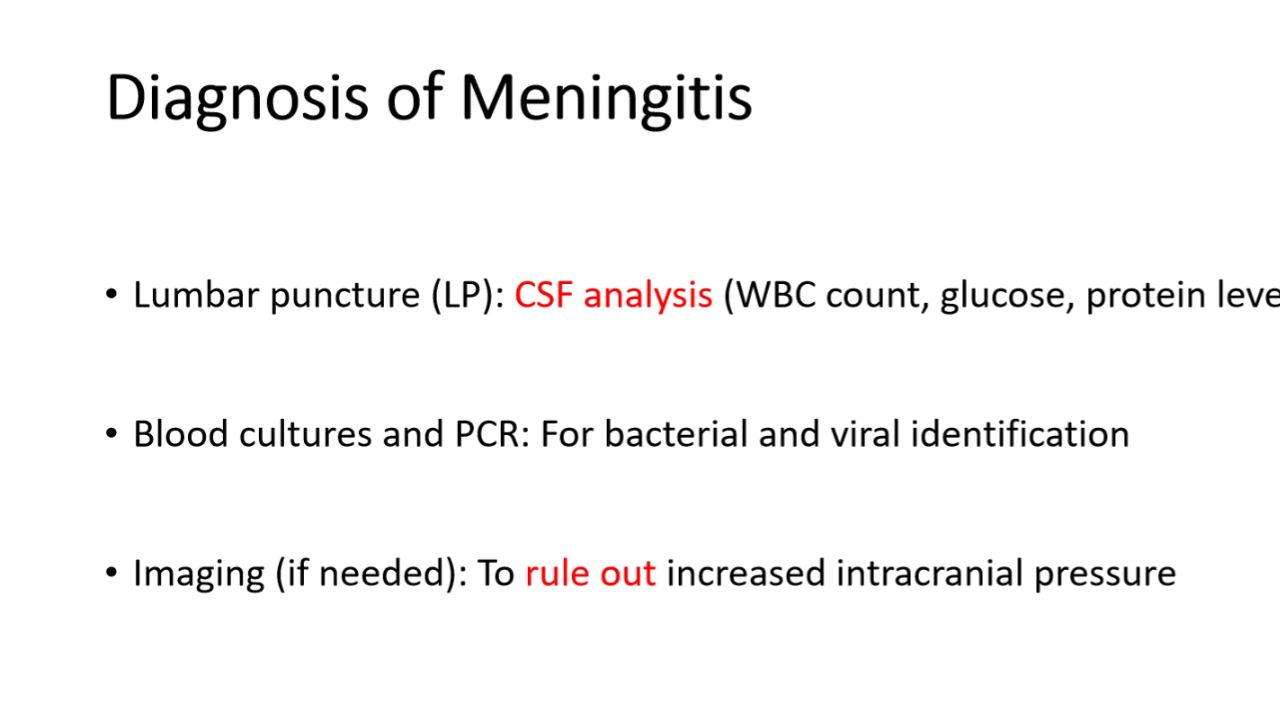 Diagnosis of Meningitis
• Lumbar puncture (LP): CSF analysis (WBC count, glucose, protein leve
• Blood cultures and PCR: For bacterial and viral identification
• Imaging (if needed): To rule out increased intracranial pressure